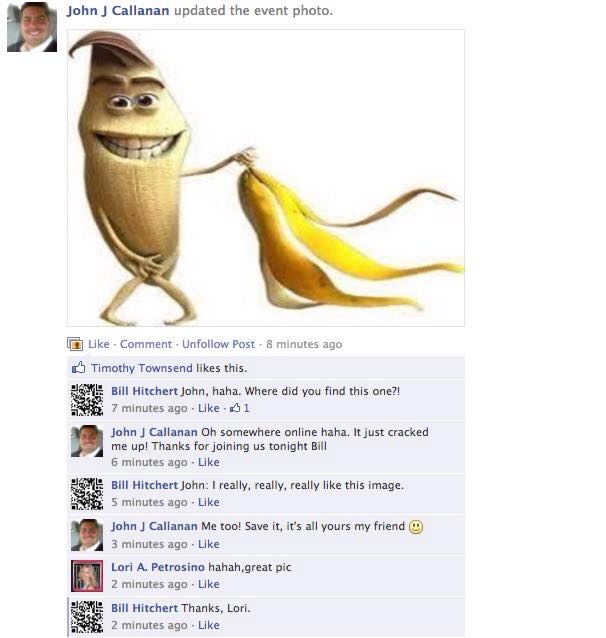 John J Callanan updated the event photo.
Like · Comment · Unfollow Post · 8 minutes ago
Timothy Townsend likes this.
Bill Hitchert John, haha. Where did you find this one?!
7 minutes ago · Like · 1
John J Callanan Oh somewhere online haha. It just cracked
me up! Thanks for joining us tonight Bill
6 minutes ago · Like
Bill Hitchert John: I really, really, really like this image.
5 minutes ago · Like
John J Callanan Me too! Save it, it's all yours my friend
3 minutes ago · Like
Lori A. Petrosino hahah,great pic
2 minutes ago · Like
Bill Hitchert Thanks, Lori.
2 minutes ago · Like